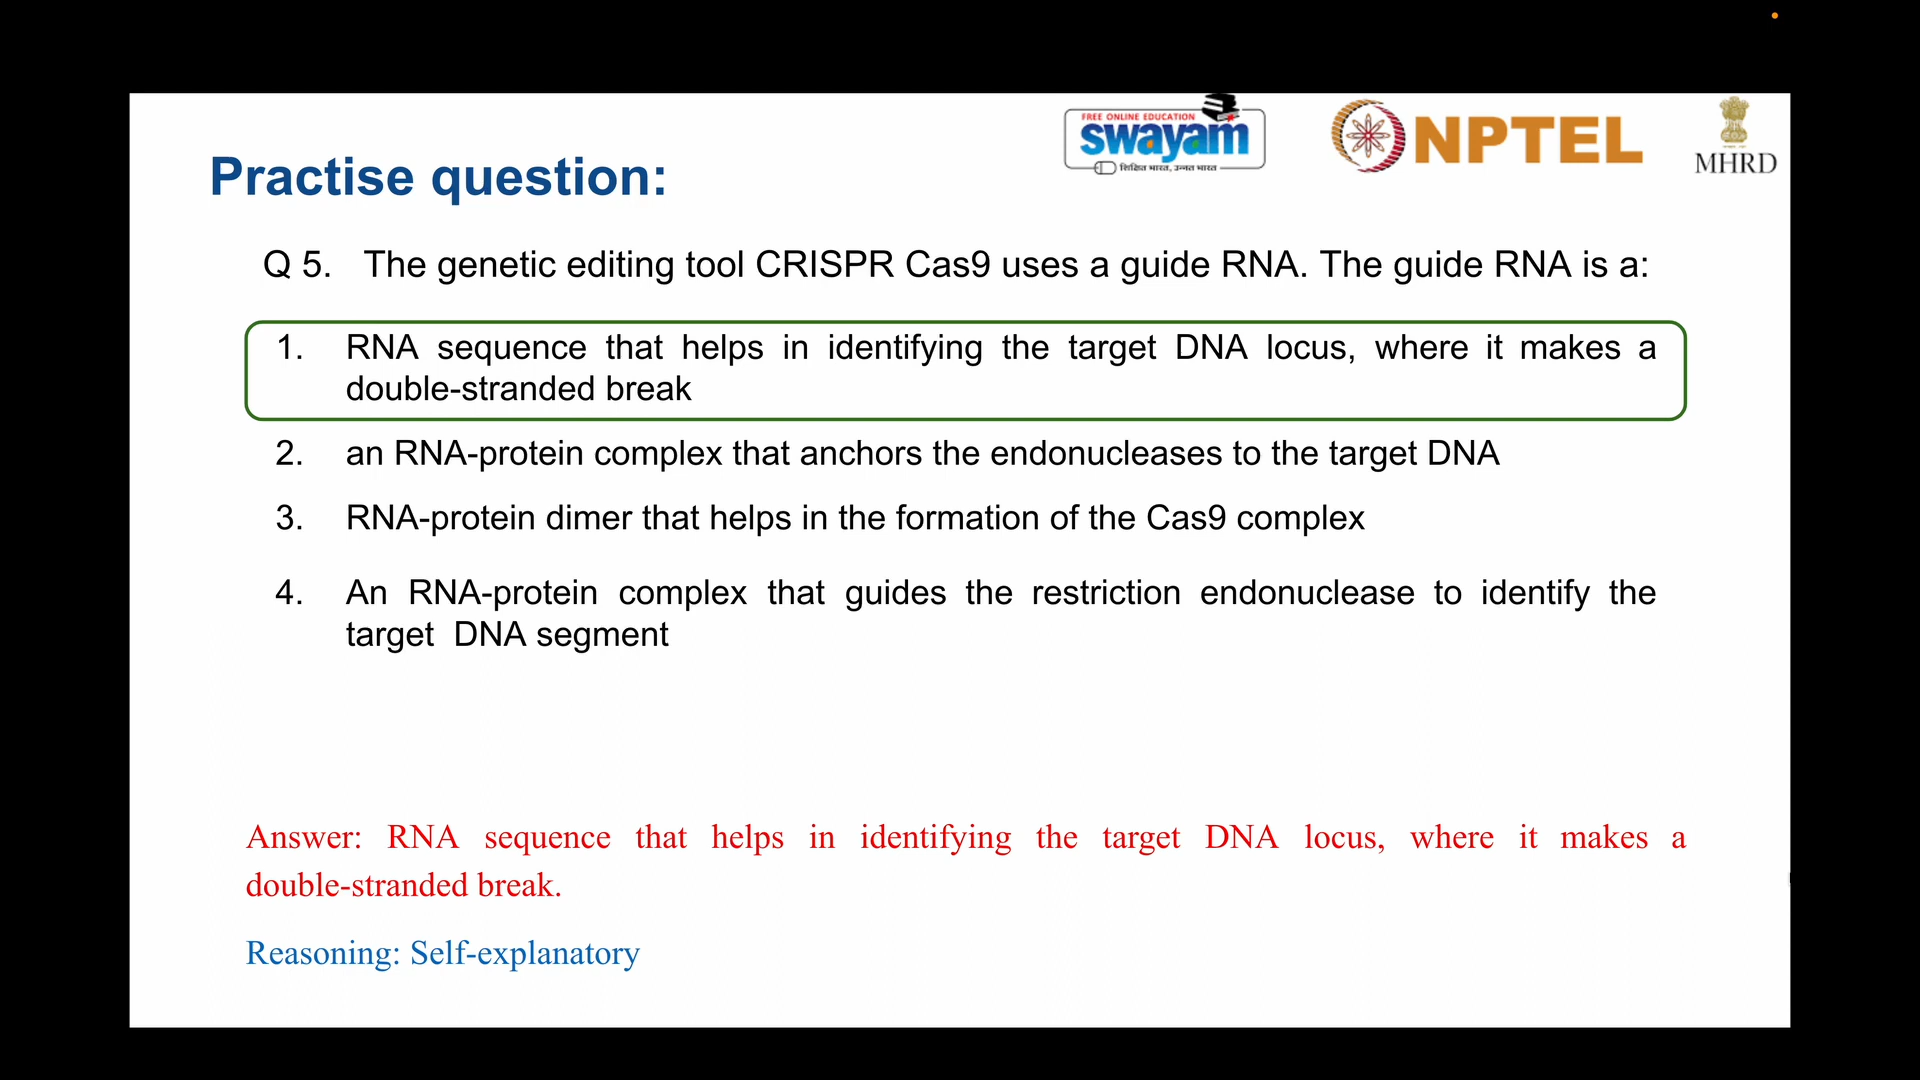 FREE ONLINE EDUCATION
swayam
शिक्षित भारत, उन्नत भारत
NPTEL
MHRD
Practise question:
Q 5. The genetic editing tool CRISPR Cas9 uses a guide RNA. The guide RNA is a:
1. RNA sequence that helps in identifying the target DNA locus, where it makes a
double-stranded break
2. an RNA-protein complex that anchors the endonucleases to the target DNA
3. RNA-protein dimer that helps in the formation of the Cas9 complex
4. An RNA-protein complex that guides the restriction endonuclease to identify the
target DNA segment
Answer: RNA sequence that helps in identifying the target DNA locus, where it makes a
double-stranded break.
Reasoning: Self-explanatory